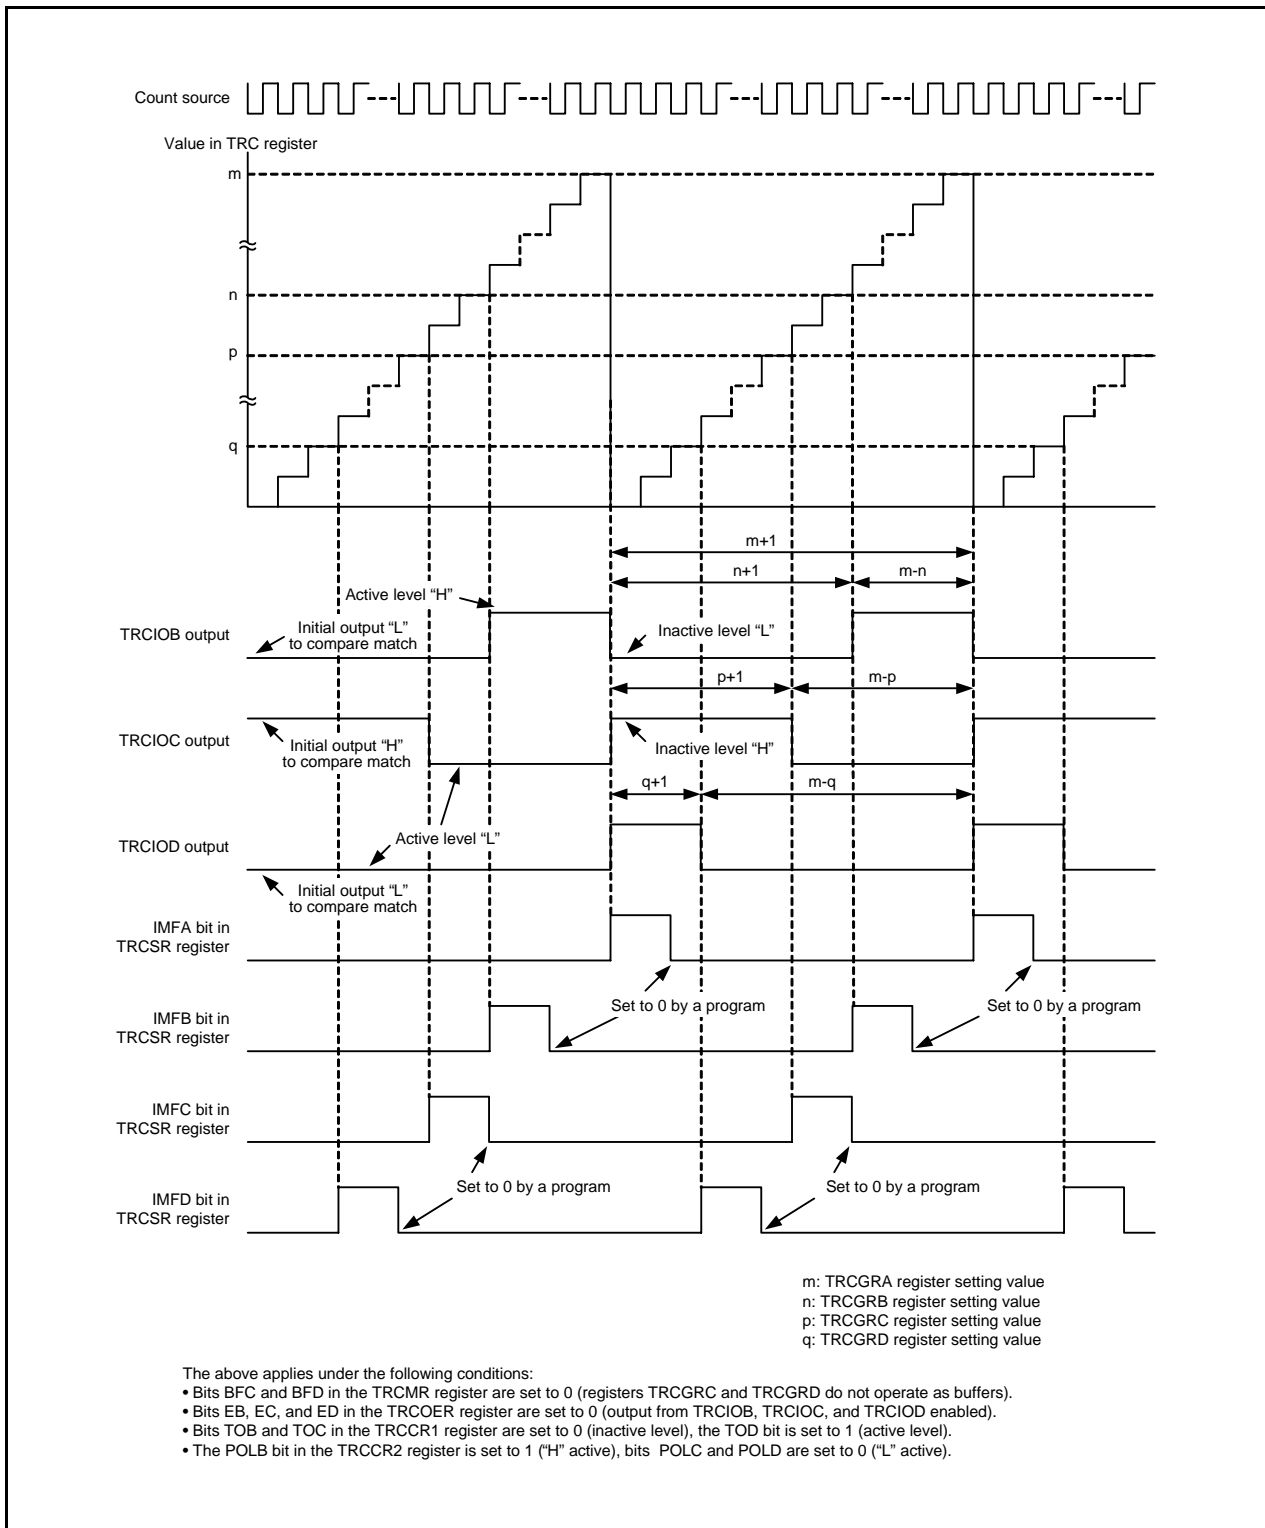 Count source
Value in TRC register
m
n
p
q
m+1
n+1
m-n
Active level “H”
TRCIOB output
Initial output “L”
to compare match
Inactive level “L”
p+1
m-p
TRCIOC output
Initial output “H”
to compare match
Inactive level “H”
q+1
m-q
Active level “L”
TRCIOD output
Initial output “L”
to compare match
IMFA bit in
TRCSR register
Set to 0 by a program
Set to 0 by a program
IMFB bit in
TRCSR register
IMFC bit in
TRCSR register
Set to 0 by a program
Set to 0 by a program
IMFD bit in
TRCSR register
m: TRCGRA register setting value
n: TRCGRB register setting value
p: TRCGRC register setting value
q: TRCGRD register setting value
The above applies under the following conditions:
• Bits BFC and BFD in the TRCMR register are set to 0 (registers TRCGRC and TRCGRD do not operate as buffers).
• Bits EB, EC, and ED in the TRCOER register are set to 0 (output from TRCIOB, TRCIOC, and TRCIOD enabled).
• Bits TOB and TOC in the TRCCR1 register are set to 0 (inactive level), the TOD bit is set to 1 (active level).
• The POLB bit in the TRCCR2 register is set to 1 (“H” active), bits POLC and POLD are set to 0 (“L” active).